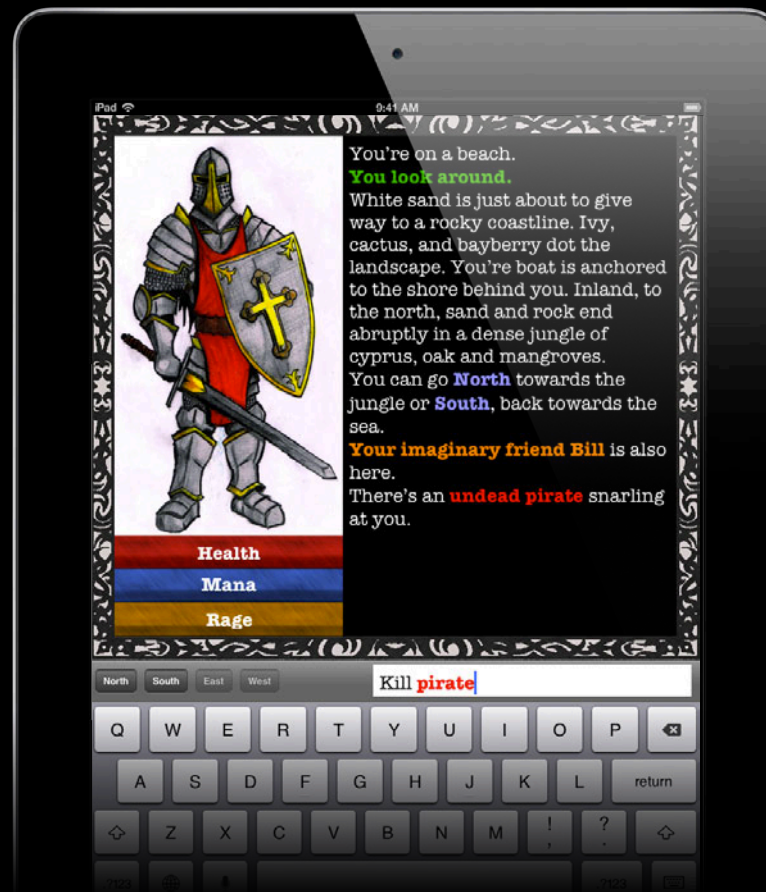 iPad
9:41 AM
You're on a beach.
You look around.
White sand is just about to give
way to a rocky coastline. Ivy,
cactus, and bayberry dot the
landscape. You're boat is anchored
to the shore behind you. Inland, to
the north, sand and rock end
abruptly in a dense jungle of
cyprus, oak and mangroves.
You can go North towards the
jungle or South, back towards the
sea.
Your imaginary friend Bill is also
here.
There's an undead pirate snarling
at you.
Health
Mana
Rage
North South East West
Kill pirate
Q W E R T Y U I O P
A S D F G H J K L return
Z X C V B N M ! , ? .
.?123 .?123